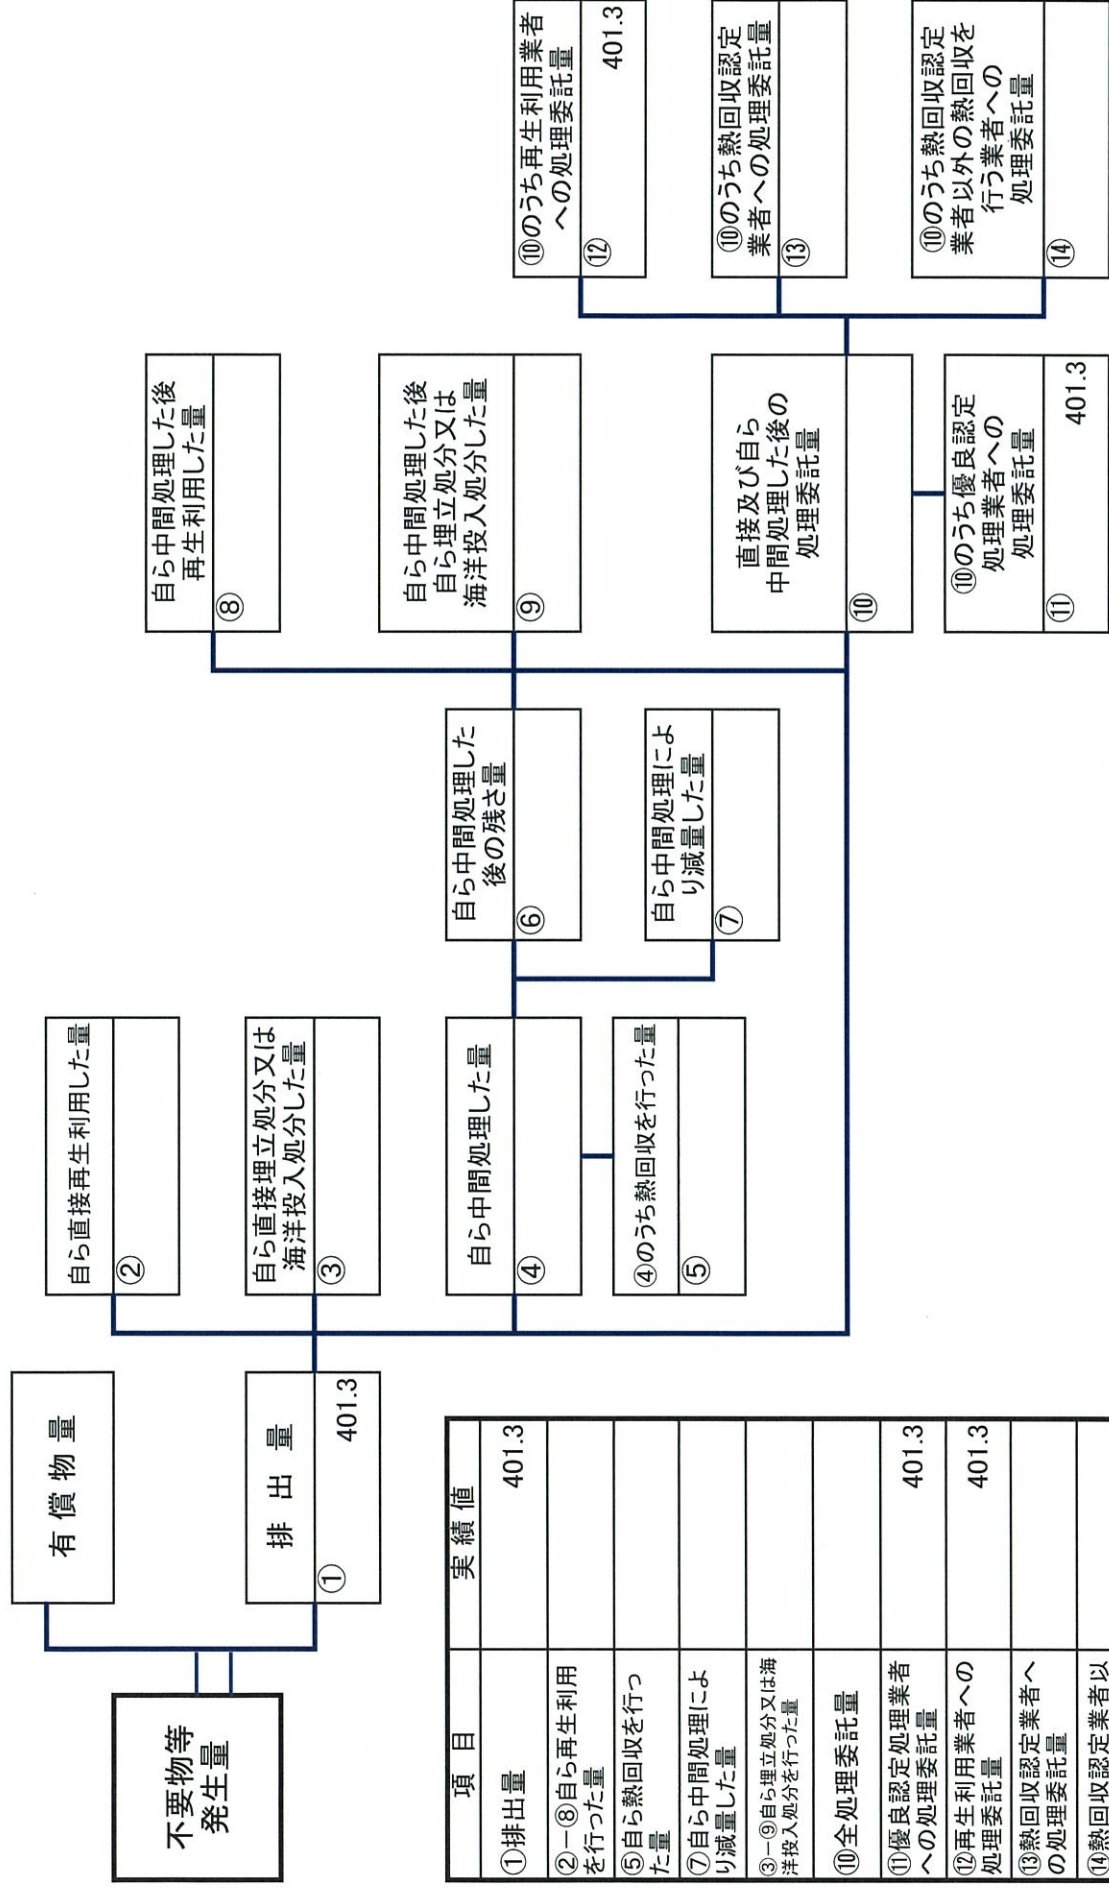 不要物等
発生量
有償物量
排出量
①
401.3
自ら直接再生利用した量
②
自ら直接埋立処分又は
海洋投入処分した量
③
自ら中間処理した量
④
④のうち熱回収を行った量
⑤
自ら中間処理した
後の残さ量
⑥
自ら中間処理によ
り減量した量
⑦
自ら中間処理した後
再生利用した量
⑧
自ら中間処理した後
自ら埋立処分又は
海洋投入処分した量
⑨
直接及び自ら
中間処理した後の
処理委託量
⑩
⑩のうち優良認定
処理業者への
処理委託量
⑪
401.3
⑩のうち再生利用業者
への処理委託量
⑫
401.3
⑩のうち熱回収認定
業者への処理委託量
⑬
⑩のうち熱回収認定
業者以外の熱回収を
行う業者への
処理委託量
⑭
項目 実績値
①排出量 401.3
②−⑧自ら再生利用
を行った量
⑤自ら熱回収を行っ
た量
⑦自ら中間処理によ
り減量した量
③−⑨自ら埋立処分又は海
洋投入処分を行った量
⑩全処理委託量
⑪優良認定処理業者
への処理委託量 401.3
⑫再生利用業者への
処理委託量 401.3
⑬熱回収認定業者へ
の処理委託量
⑭熱回収認定業者以